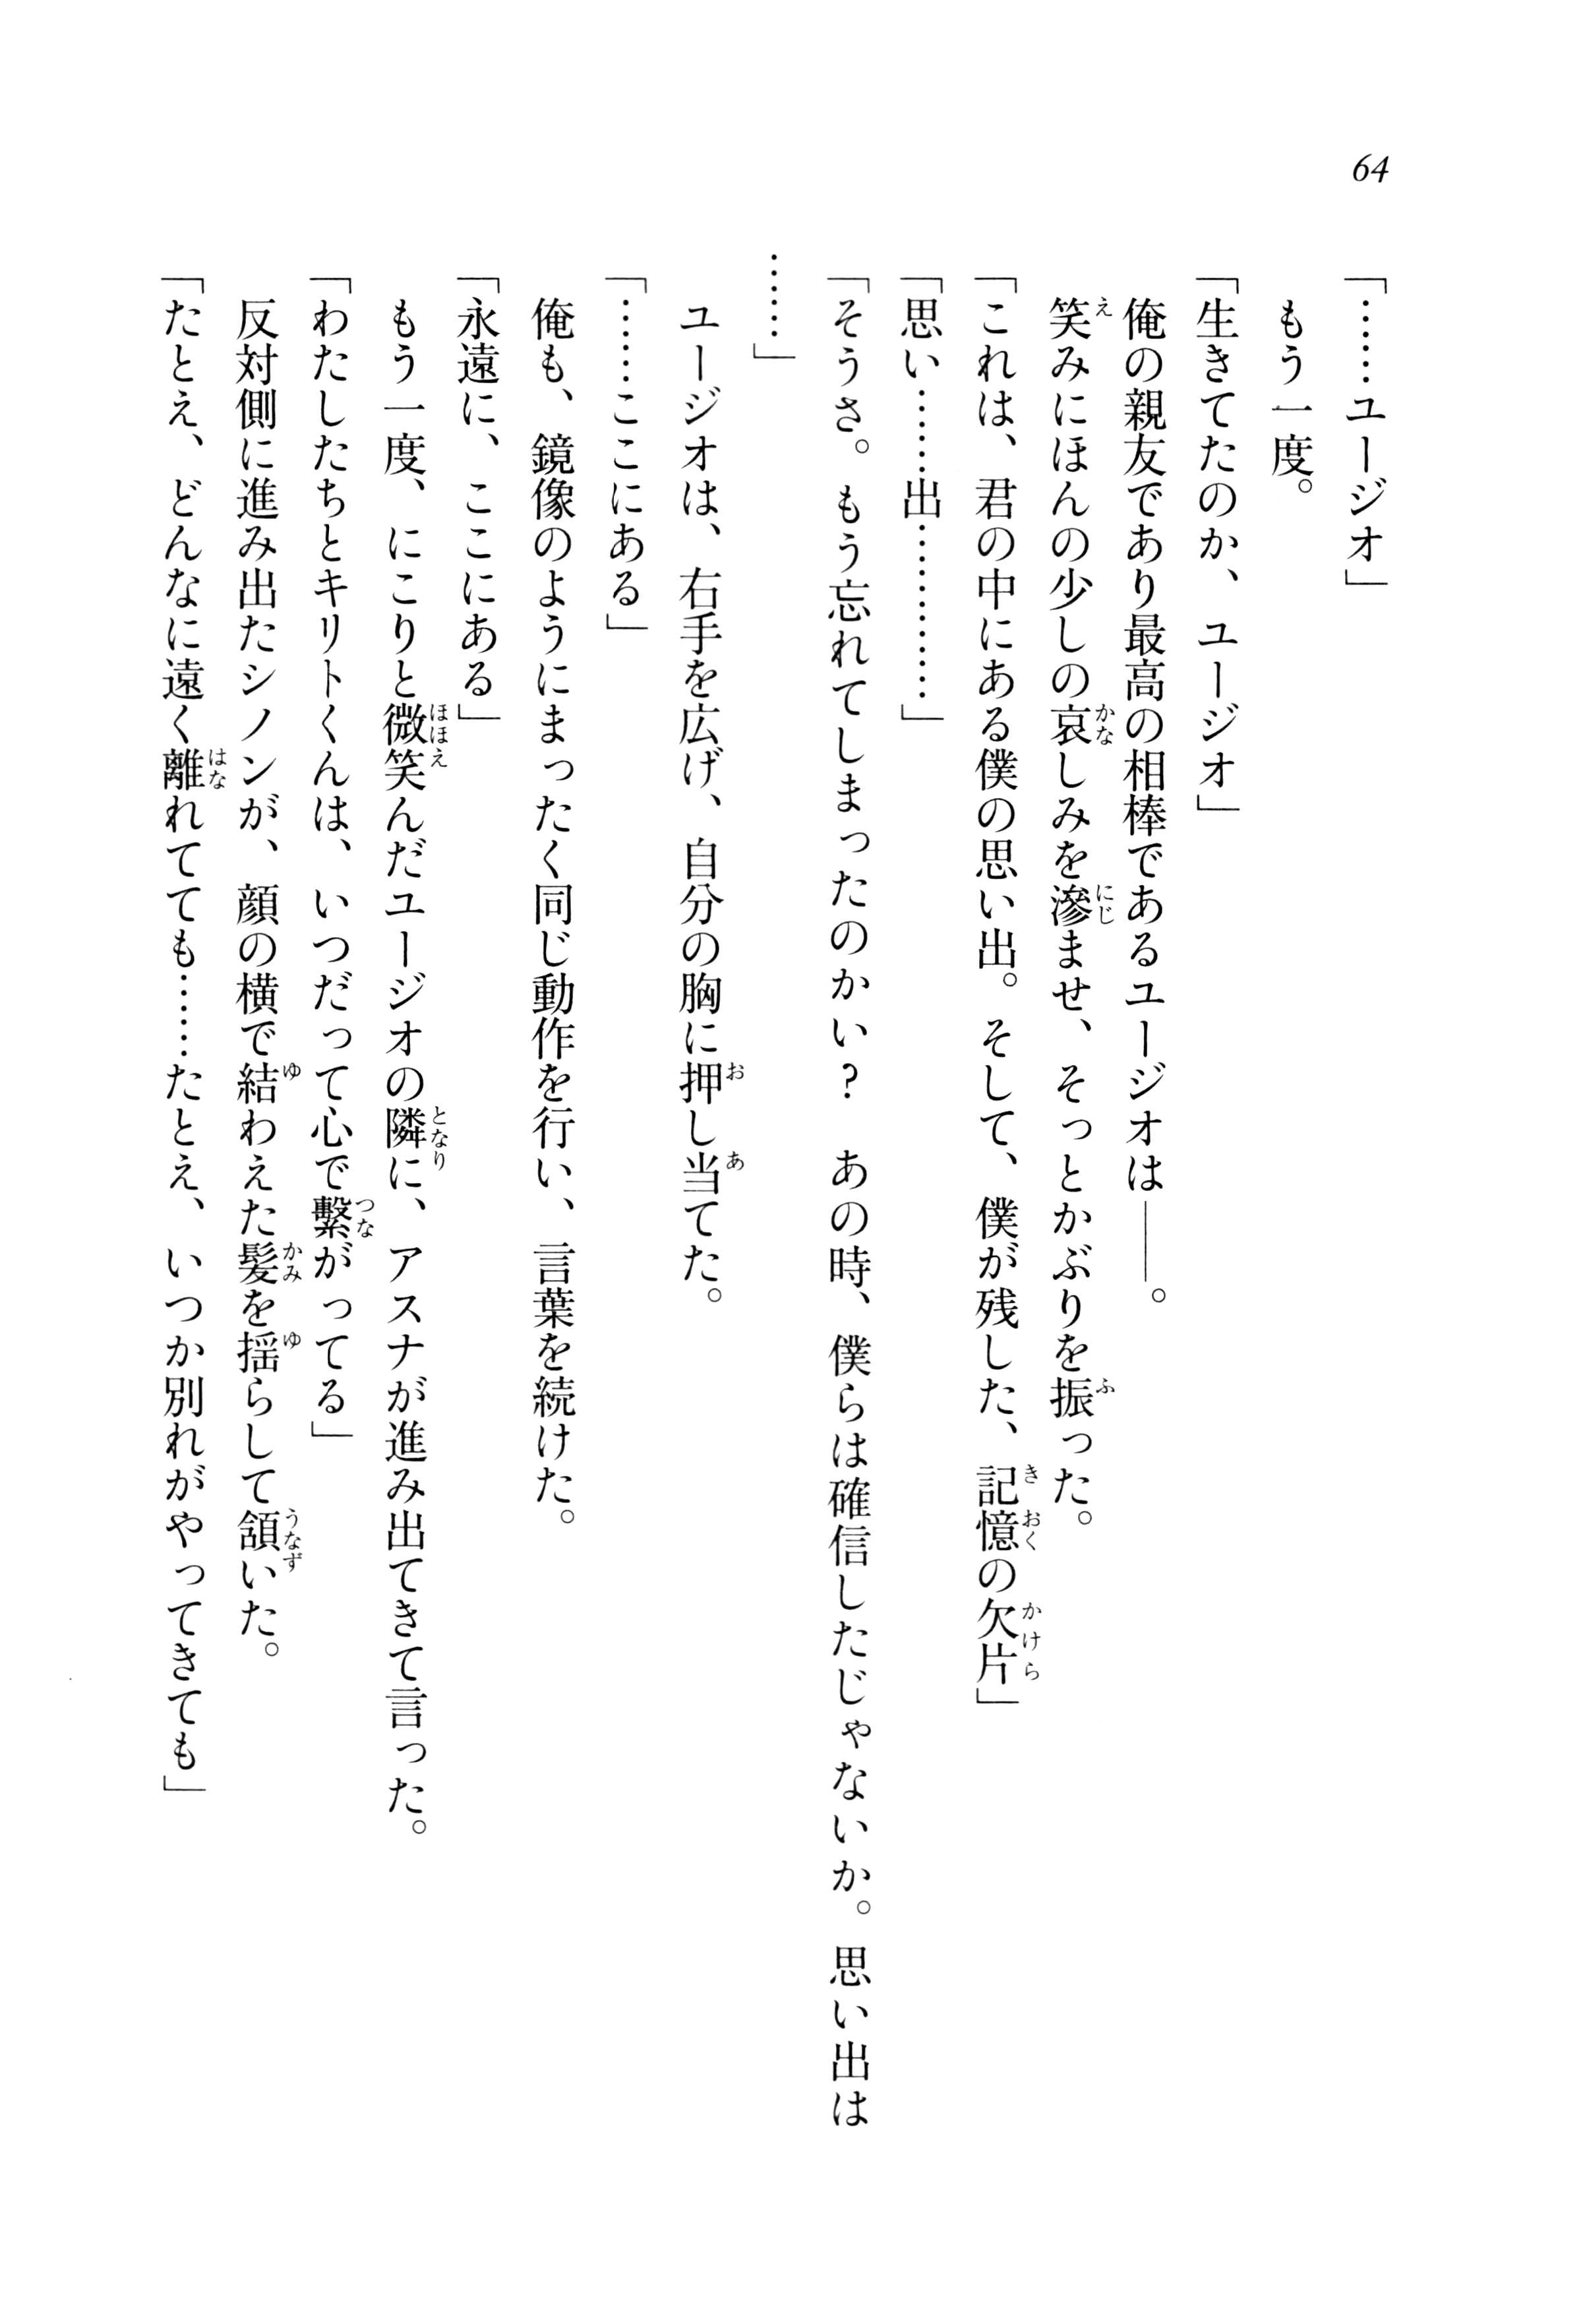 64
「……ユージオ」
もう一度。
「生きてたのか、ユージオ」
俺の親友であり最高の相棒であるユージオは――。
笑みにほんの少しの哀しみを滲ませ、そっとかぶりを振った。
「これは、君の中にある僕の思い出。そして、僕が残した、記憶の欠片」
「思い……出…………」
「そうさ。もう忘れてしまったのかい？　あの時、僕らは確信したじゃないか。思い出は
……」
ユージオは、右手を広げ、自分の胸に押し当てた。
「……ここにある」
俺も、鏡像のようにまったく同じ動作を行い、言葉を続けた。
「永遠に、ここにある」
もう一度、にこりと微笑んだユージオの隣に、アスナが進み出てきて言った。
「わたしたちとキリトくんは、いつだって心で繫がってる」
反対側に進み出たシノンが、顔の横で結わえた髪を揺らして頷いた。
「たとえ、どんなに遠く離れてても……たとえ、いつか別れがやってきても」